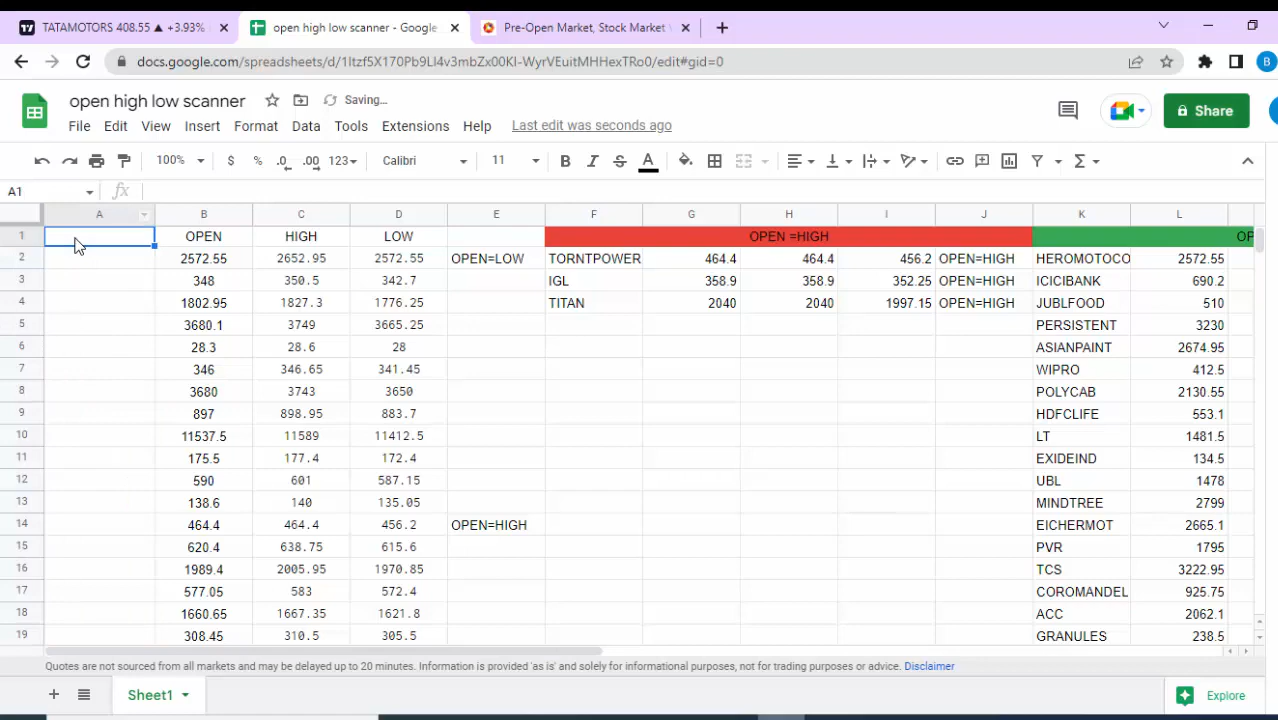 TATAMOTORS 408.55 ▲ +3.93%
open high low scanner - Google
Pre-Open Market, Stock Market
docs.google.com/spreadsheets/d/1Itzf5X170Pb9LI4v3mbZx00KI-WyrVEuitMHHexTRo0/edit#gid=0
B
open high low scanner
Saving...
File Edit View Insert Format Data Tools Extensions Help Last edit was seconds ago
Share
100% $ % .0 .00 123 Calibri 11 B I S A Σ
A1 fx
A B C D E F G H I J K L
1 OPEN HIGH LOW OPEN =HIGH OP
2 2572.55 2652.95 2572.55 OPEN=LOW TORNTPOWER 464.4 464.4 456.2 OPEN=HIGH HEROMOTOCO 2572.55
3 348 350.5 342.7 IGL 358.9 358.9 352.25 OPEN=HIGH ICICIBANK 690.2
4 1802.95 1827.3 1776.25 TITAN 2040 2040 1997.15 OPEN=HIGH JUBLFOOD 510
5 3680.1 3749 3665.25 PERSISTENT 3230
6 28.3 28.6 28 ASIANPAINT 2674.95
7 346 346.65 341.45 WIPRO 412.5
8 3680 3743 3650 POLYCAB 2130.55
9 897 898.95 883.7 HDFCLIFE 553.1
10 11537.5 11589 11412.5 LT 1481.5
11 175.5 177.4 172.4 EXIDEIND 134.5
12 590 601 587.15 UBL 1478
13 138.6 140 135.05 MINDTREE 2799
14 464.4 464.4 456.2 OPEN=HIGH EICHERMOT 2665.1
15 620.4 638.75 615.6 PVR 1795
16 1989.4 2005.95 1970.85 TCS 3222.95
17 577.05 583 572.4 COROMANDEL 925.75
18 1660.65 1667.35 1621.8 ACC 2062.1
19 308.45 310.5 305.5 GRANULES 238.5
Quotes are not sourced from all markets and may be delayed up to 20 minutes. Information is provided 'as is' and solely for informational purposes, not for trading purposes or advice. Disclaimer
Sheet1
Explore